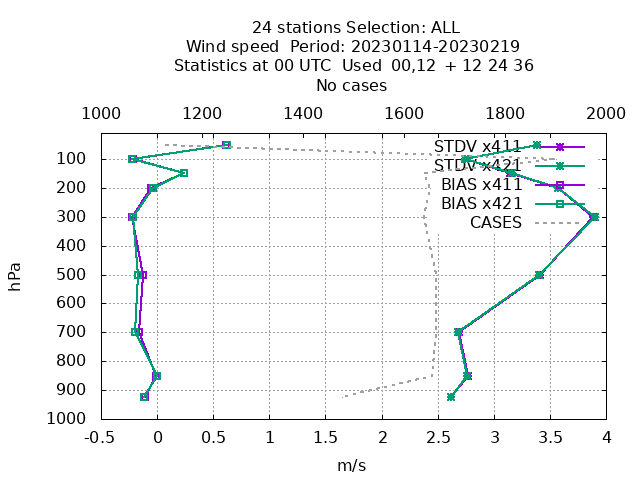 24 stations Selection: ALL
Wind speed  Period: 20230114-20230219
Statistics at 00 UTC  Used  00,12  + 12 24 36
No cases
1000 1200 1400 1600 1800 2000
STDV x411
STDV x421
BIAS x411
BIAS x421
CASES
100
200
300
400
500
600
700
800
900
1000
hPa
-0.5 0 0.5 1 1.5 2 2.5 3 3.5 4
m/s